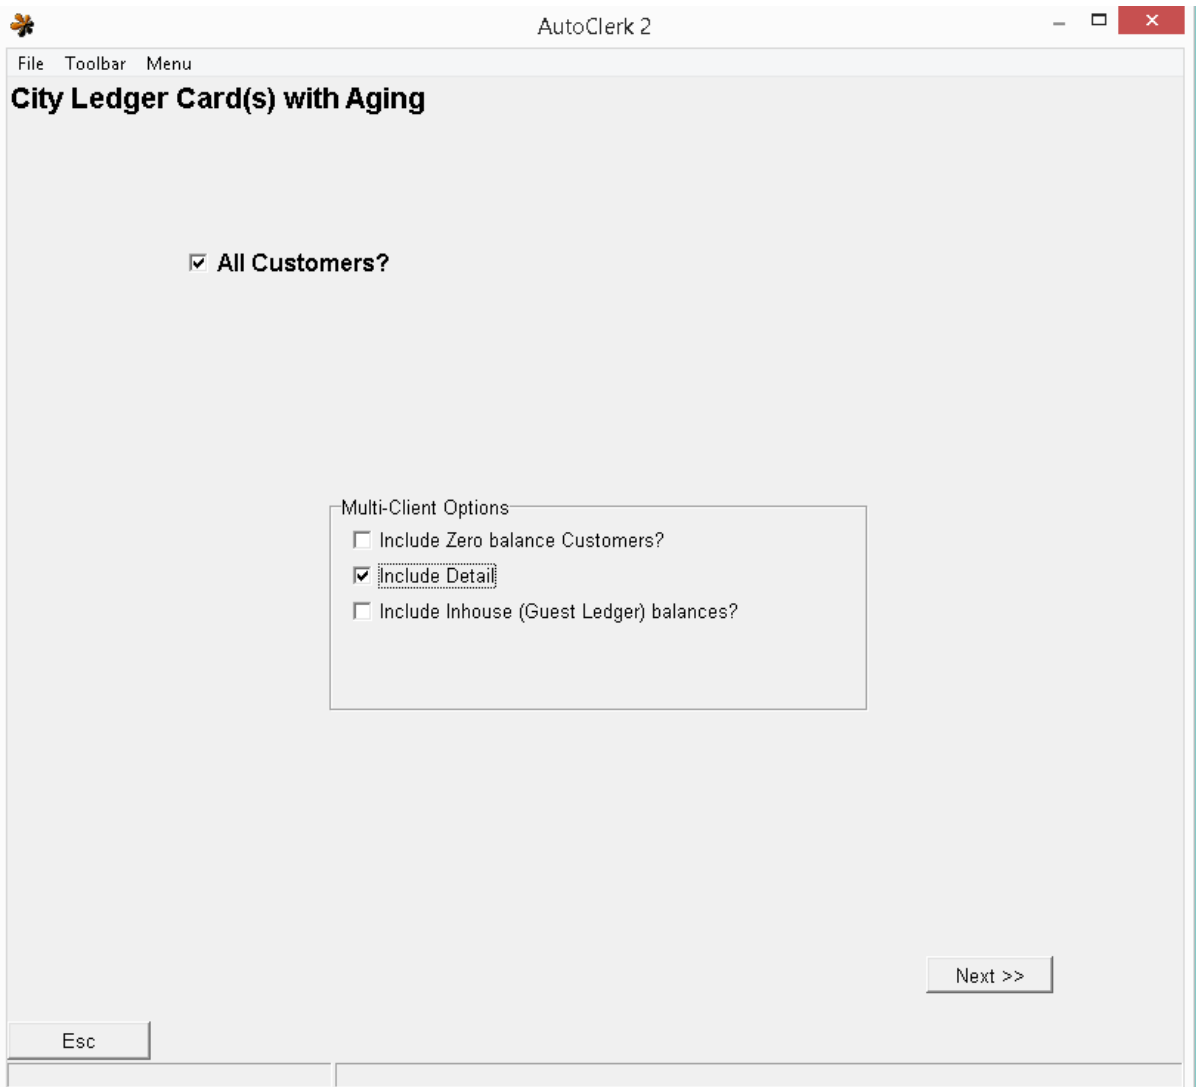 AutoClerk 2
File Toolbar Menu
City Ledger Card(s) with Aging
All Customers?
Multi-Client Options
Include Zero balance Customers?
Include Detail
Include Inhouse (Guest Ledger) balances?
Next >>
Esc